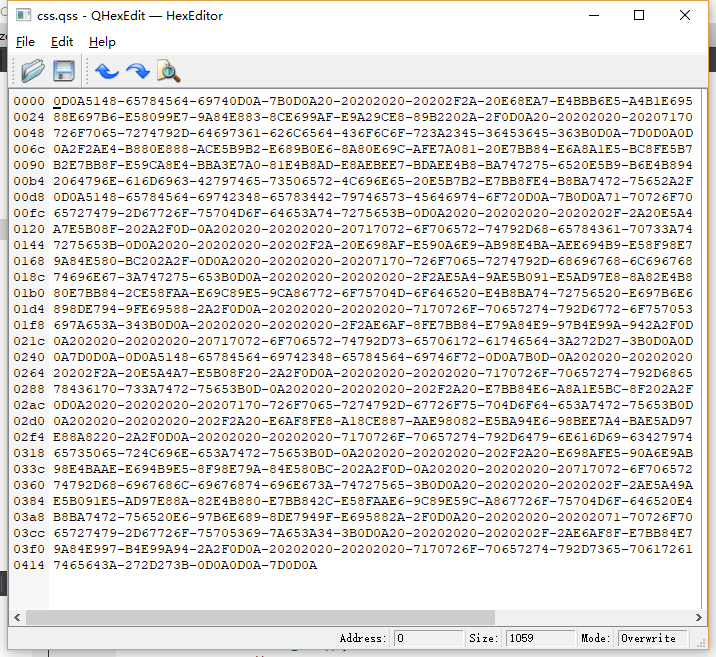 css.qss - QHexEdit — HexEditor
File Edit Help
0000 0D0A5148-65784564-69740D0A-7B0D0A20-20202020-20202F2A-20E68EA7-E4BBB6E5-A4B1E695
0024 88E697B6-E58099E7-9A84E883-8CE699AF-E9A29CE8-89B2202A-2F0D0A20-20202020-20207170
0048 726F7065-7274792D-64697361-626C6564-436F6C6F-723A2345-36453645-363B0D0A-7D0D0A0D
006c 0A2F2AE4-B880E888-ACE5B9B2-E689B0E6-8A80E69C-AFE7A081-20E7BB84-E6A8A1E5-BC8FE5B7
0090 B2E7BB8F-E59CA8E4-BBA3E7A0-81E4B8AD-E8AEBEE7-BDAEE4B8-BA747275-6520E5B9-B6E4B894
00b4 2064796E-616D6963-42797465-73506572-4C696E65-20E5B7B2-E7BB8FE4-B8BA7472-75652A2F
00d8 0D0A5148-65784564-69742348-65783442-79746573-45646974-6F720D0A-7B0D0A71-70726F70
00fc 65727479-2D67726F-75704D6F-64653A74-7275653B-0D0A2020-20202020-2020202F-2A20E5A4
0120 A7E5B08F-202A2F0D-0A202020-20202020-20717072-6F706572-74792D68-65784361-70733A74
0144 7275653B-0D0A2020-20202020-20202F2A-20E698AF-E590A6E9-AB98E4BA-AEE694B9-E58F98E7
0168 9A84E580-BC202A2F-0D0A2020-20202020-20207170-726F7065-7274792D-68696768-6C696768
018c 74696E67-3A747275-653B0D0A-20202020-20202020-2F2AE5A4-9AE5B091-E5AD97E8-8A82E4B8
01b0 80E7BB84-2CE58FAA-E69C89E5-9CA86772-6F75704D-6F646520-E4B8BA74-72756520-E697B6E6
01d4 898DE794-9FE69588-2A2F0D0A-20202020-20202020-7170726F-70657274-792D6772-6F757053
01f8 697A653A-343B0D0A-20202020-20202020-2F2AE6AF-8FE7BB84-E79A84E9-97B4E99A-942A2F0D
021c 0A202020-20202020-20717072-6F706572-74792D73-65706172-61746564-3A272D27-3B0D0A0D
0240 0A7D0D0A-0D0A5148-65784564-69742348-65784564-69746F72-0D0A7B0D-0A202020-20202020
0264 20202F2A-20E5A4A7-E5B08F20-2A2F0D0A-20202020-20202020-7170726F-70657274-792D6865
0288 78436170-733A7472-75653B0D-0A202020-20202020-202F2A20-E7BB84E6-A8A1E5BC-8F202A2F
02ac 0D0A2020-20202020-20207170-726F7065-7274792D-67726F75-704D6F64-653A7472-75653B0D
02d0 0A202020-20202020-202F2A20-E6AF8FE8-A18CE887-AAE98082-E5BA94E6-98BEE7A4-BAE5AD97
02f4 E88A8220-2A2F0D0A-20202020-20202020-7170726F-70657274-792D6479-6E616D69-63427974
0318 65735065-724C696E-653A7472-75653B0D-0A202020-20202020-202F2A20-E698AFE5-90A6E9AB
033c 98E4BAAE-E694B9E5-8F98E79A-84E580BC-202A2F0D-0A202020-20202020-20717072-6F706572
0360 74792D68-6967686C-69676874-696E673A-74727565-3B0D0A20-20202020-2020202F-2AE5A49A
0384 E5B091E5-AD97E88A-82E4B880-E7BB842C-E58FAAE6-9C89E59C-A867726F-75704D6F-646520E4
03a8 B8BA7472-756520E6-97B6E689-8DE7949F-E695882A-2F0D0A20-20202020-20202071-70726F70
03cc 65727479-2D67726F-75705369-7A653A34-3B0D0A20-20202020-2020202F-2AE6AF8F-E7BB84E7
03f0 9A84E997-B4E99A94-2A2F0D0A-20202020-20202020-7170726F-70657274-792D7365-70617261
0414 7465643A-272D273B-0D0A0D0A-7D0D0A
Address: 0 Size: 1059 Mode: Overwrite